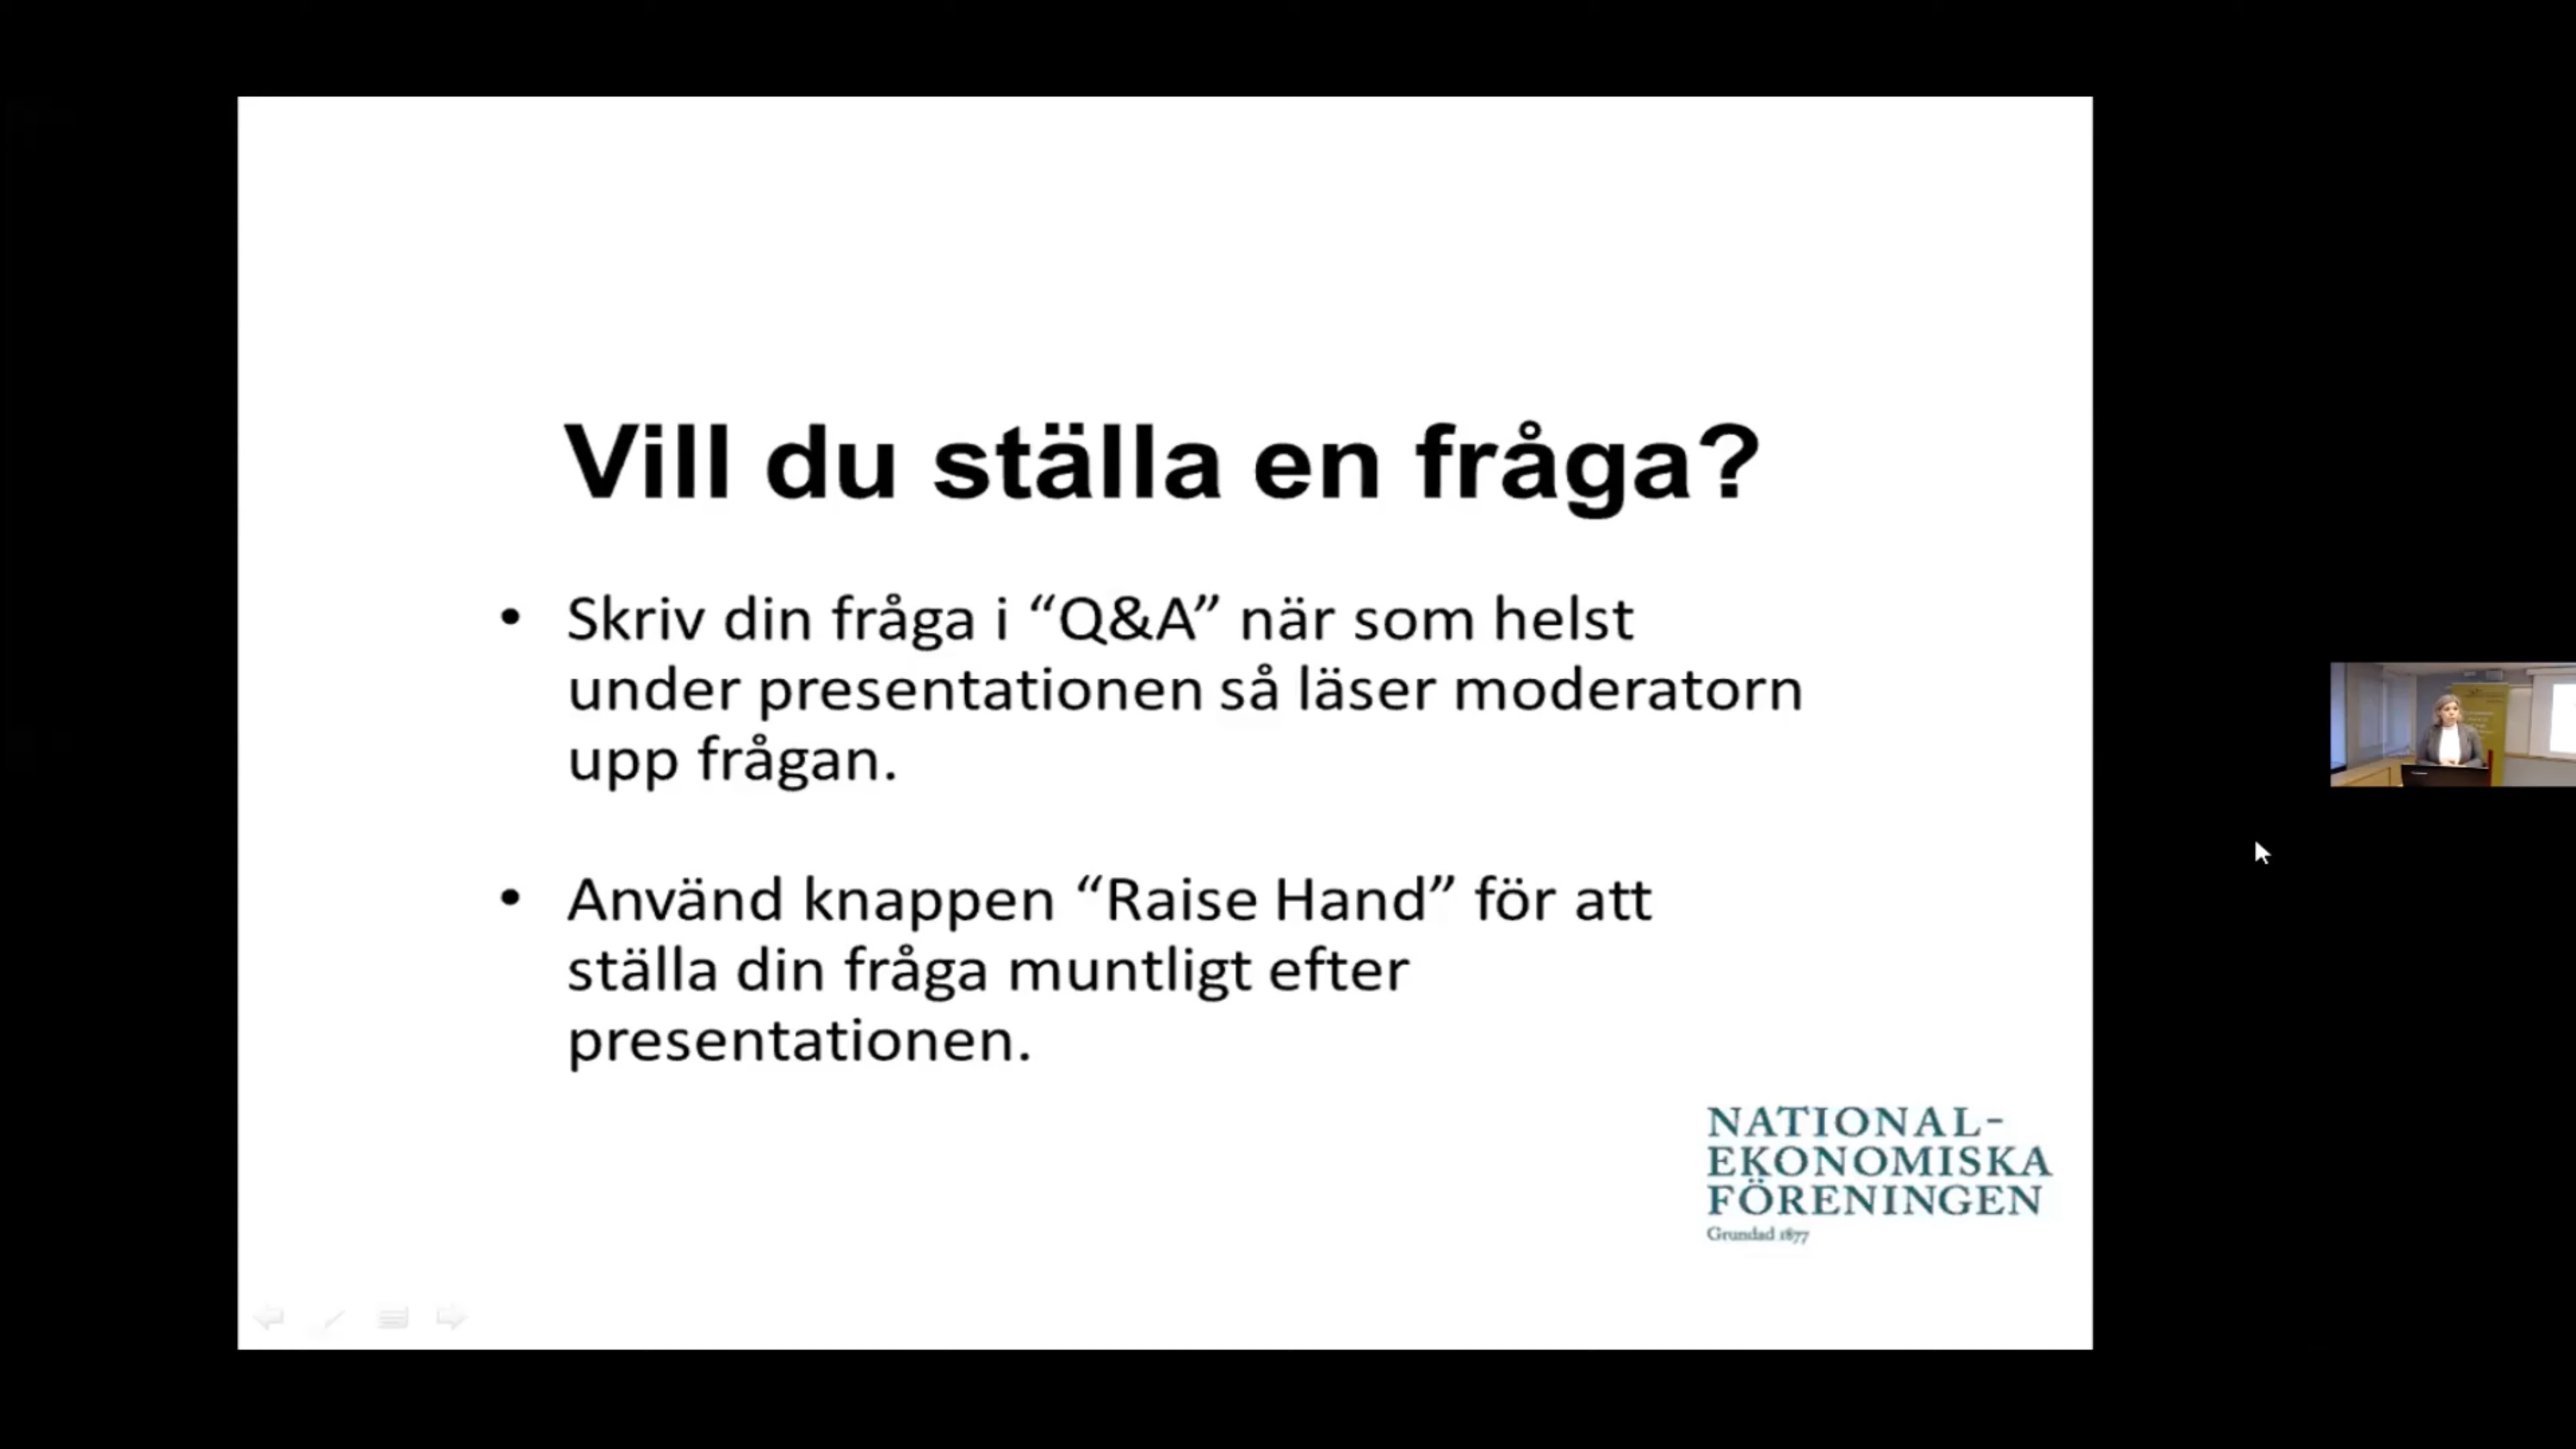 Vill du ställa en fråga?
• Skriv din fråga i “Q&A” när som helst
under presentationen så läser moderatorn
upp frågan.
• Använd knappen “Raise Hand” för att
ställa din fråga muntligt efter
presentationen.
NATIONAL-
EKONOMISKA
FÖRENINGEN
Grundad 1877